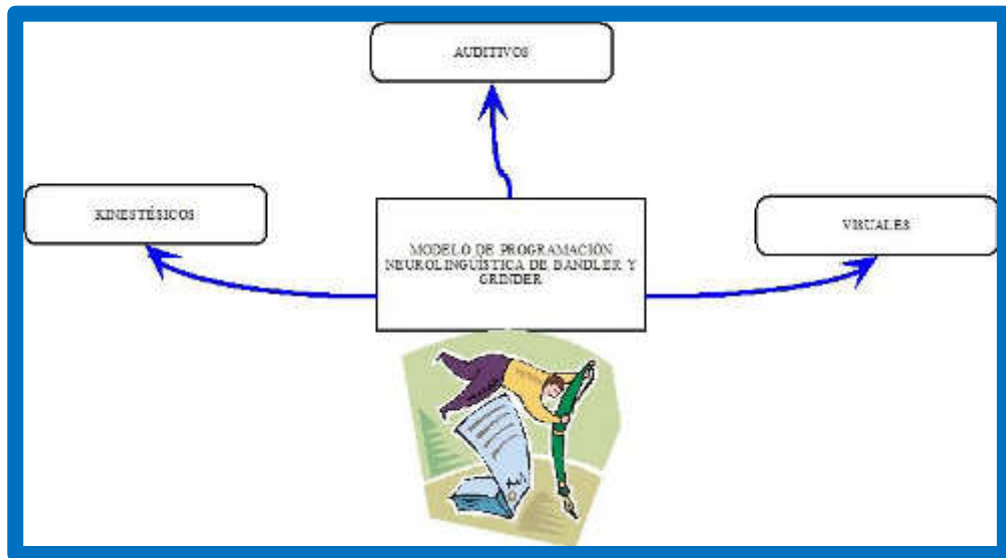 AUDITIVOS
KINESTÉSICOS
VISUALES
MODELO DE PROGRAMACIÓN
NEUROLINGUÍSTICA DE BANDLER Y
GRINDER